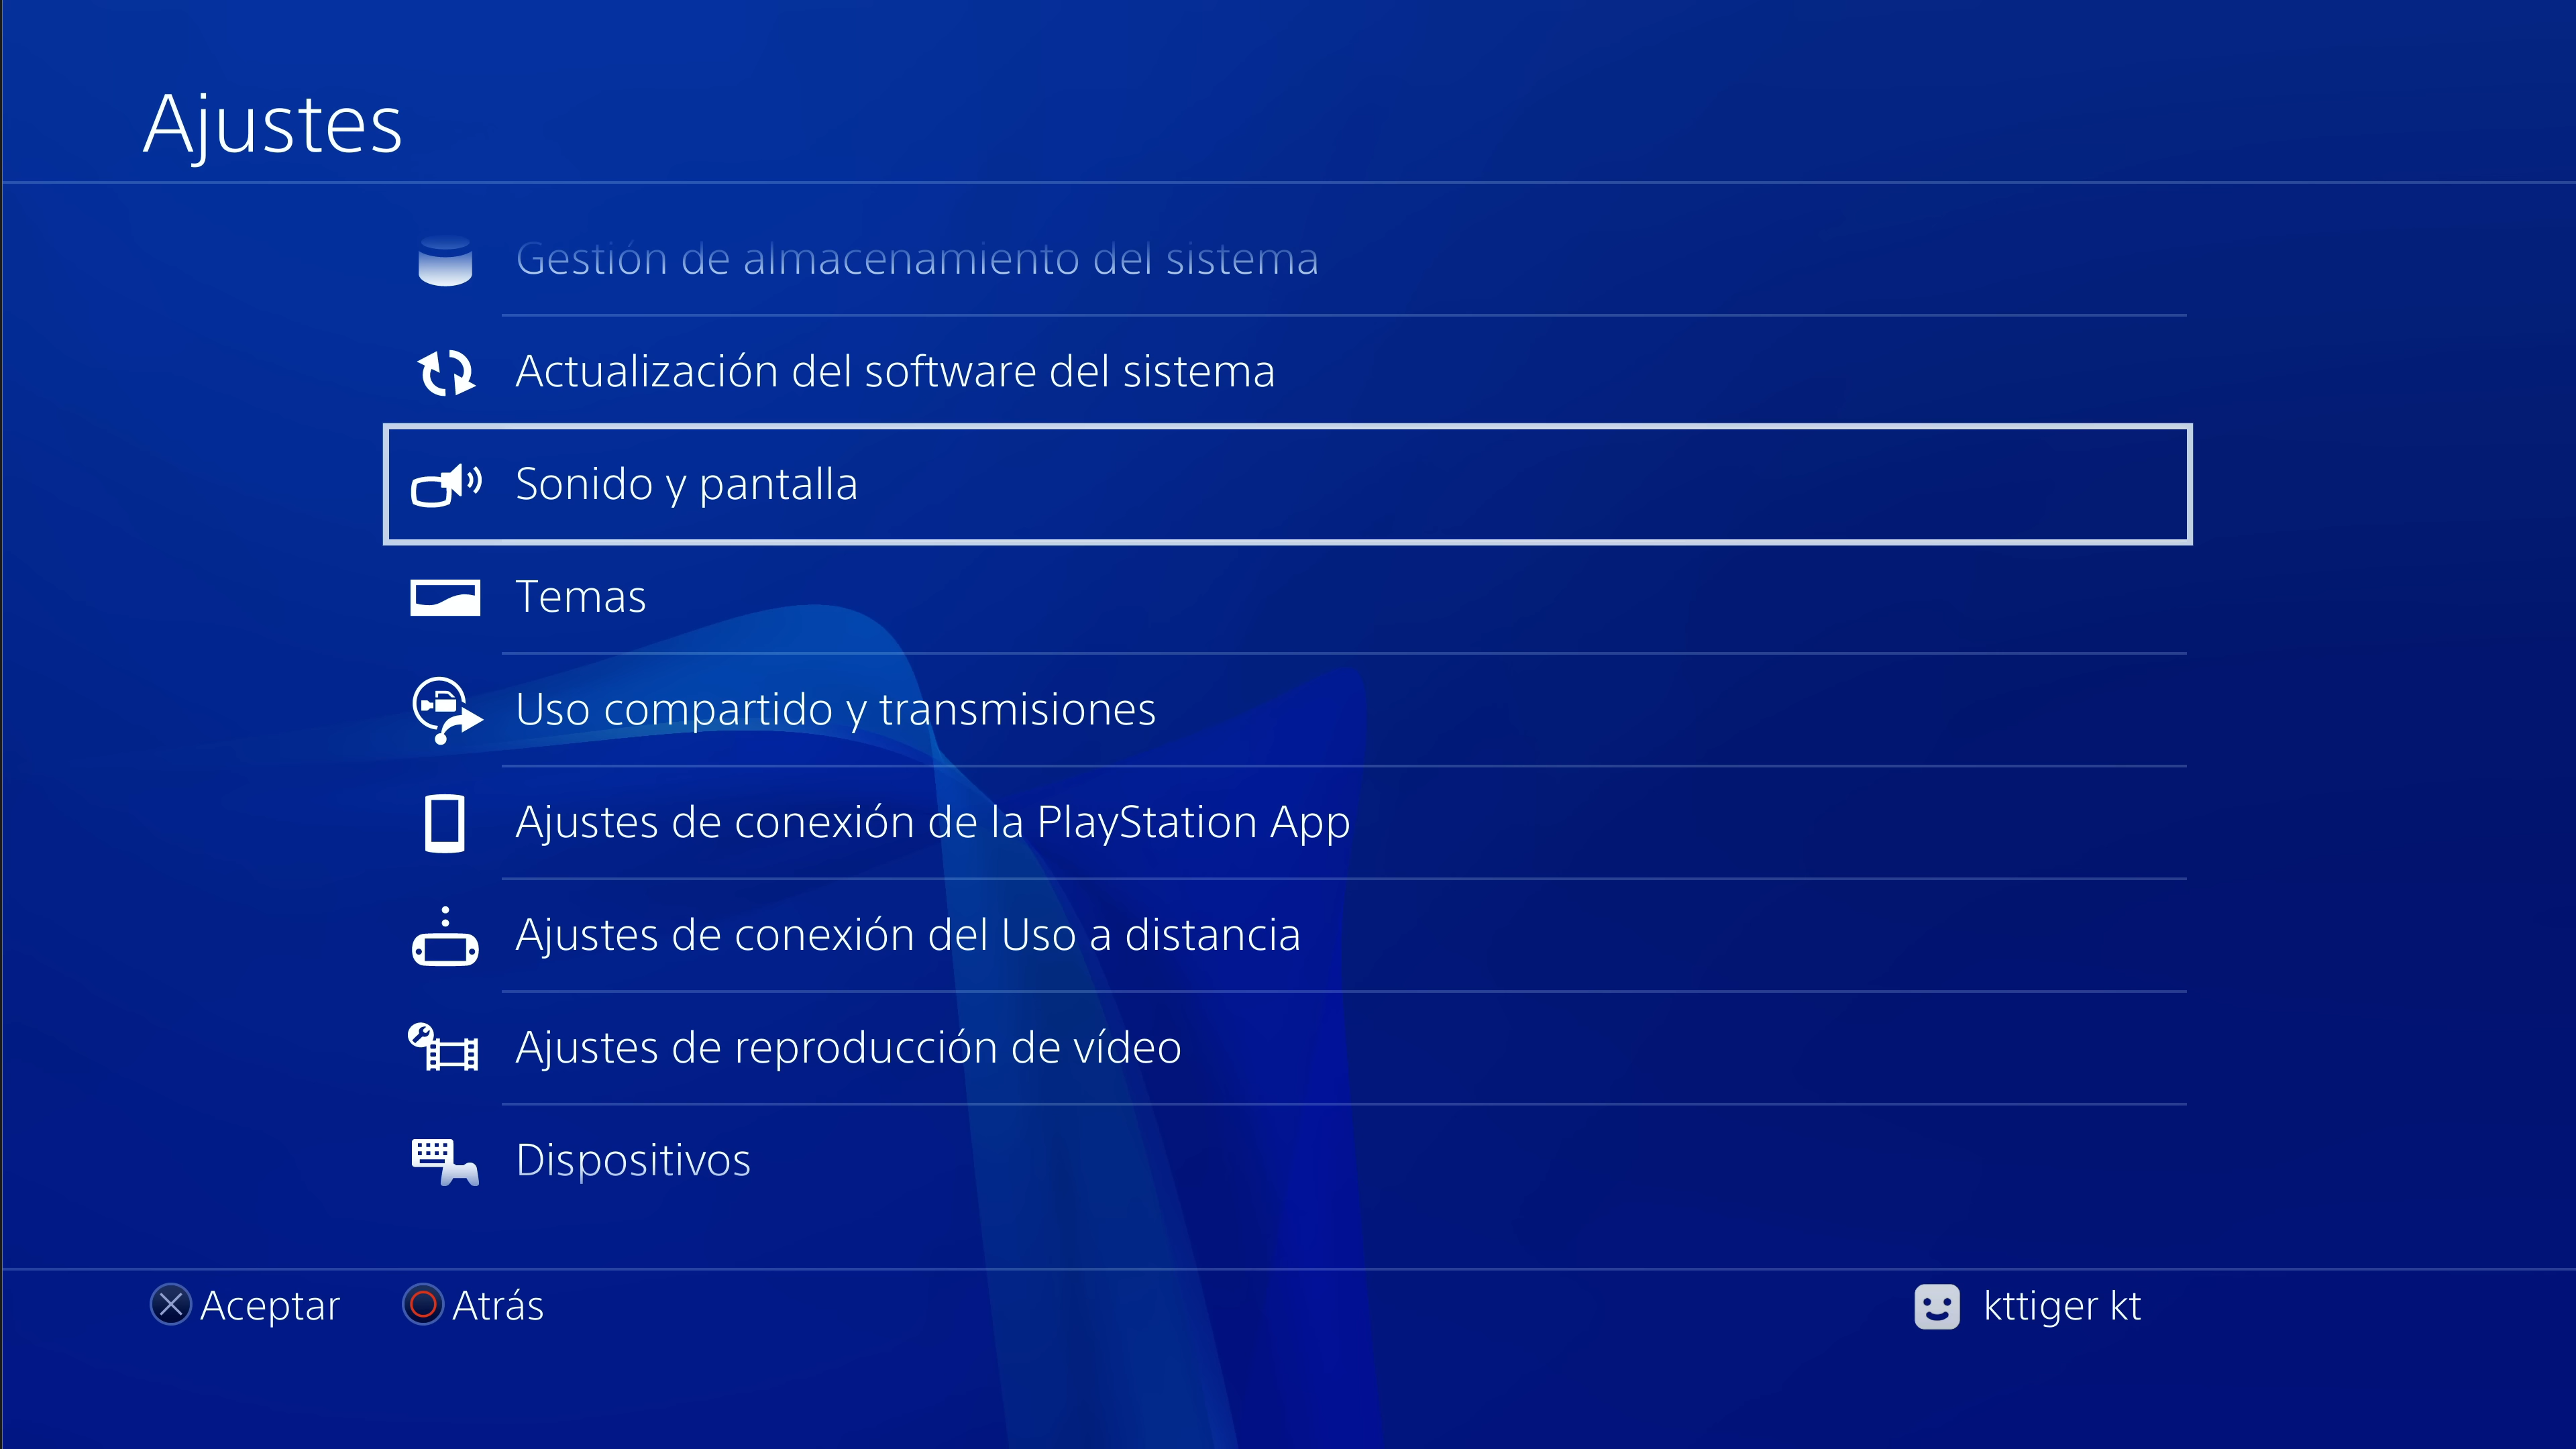 Ajustes
Gestión de almacenamiento del sistema
Actualización del software del sistema
Sonido y pantalla
Temas
Uso compartido y transmisiones
Ajustes de conexión de la PlayStation App
Ajustes de conexión del Uso a distancia
Ajustes de reproducción de vídeo
Dispositivos
Aceptar
Atrás
kttiger kt